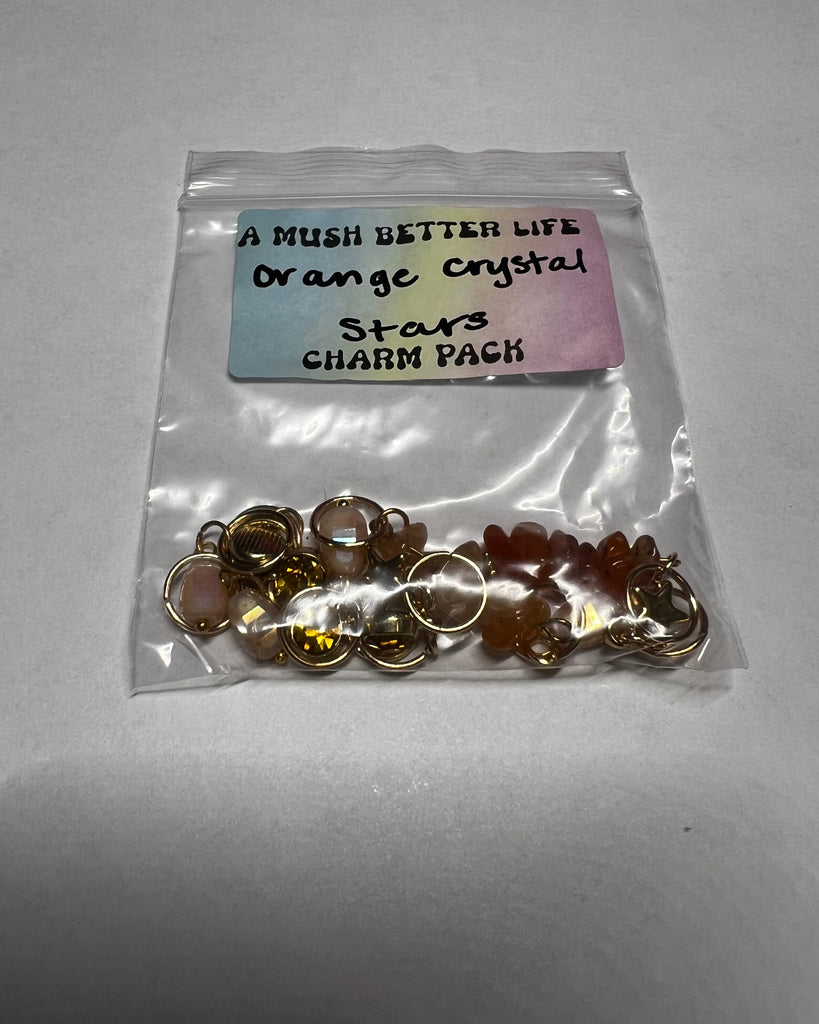 A MUSH BETTER LIFE
Orange Crystal
Stars
CHARM PACK